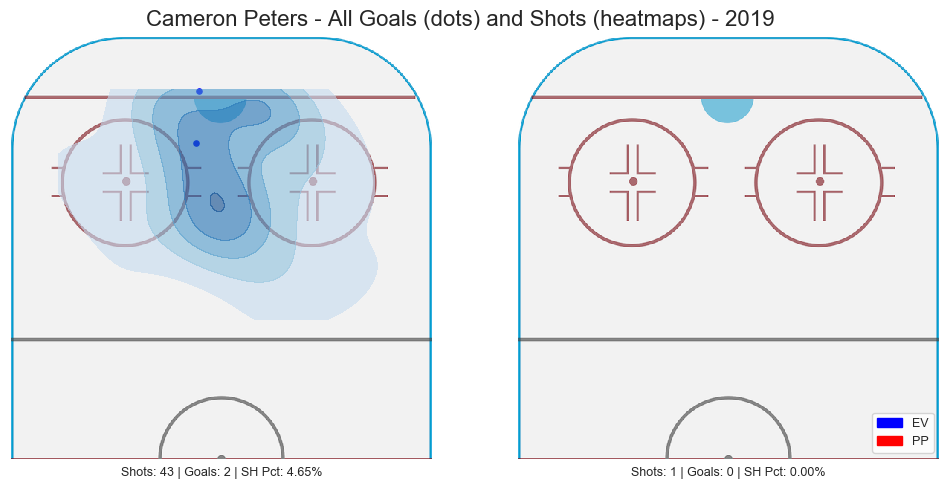 Cameron Peters - All Goals (dots) and Shots (heatmaps) - 2019
EV
PP
Shots: 43 | Goals: 2 | SH Pct: 4.65%
Shots: 1 | Goals: 0 | SH Pct: 0.00%